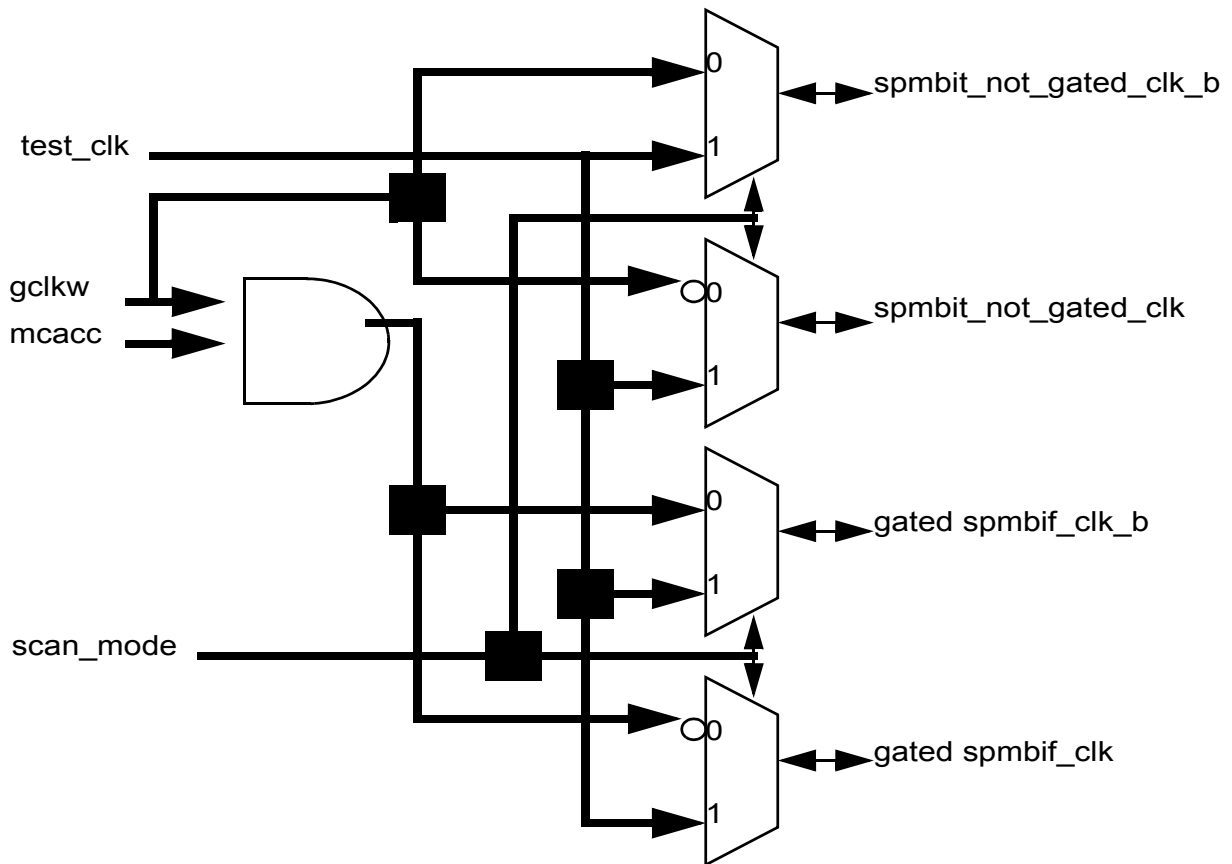 0
spmbit_not_gated_clk_b
test_clk
1
gclkw
0
spmbit_not_gated_clk
mcacc
1
0
gated spmbif_clk_b
1
scan_mode
0
gated spmbif_clk
1